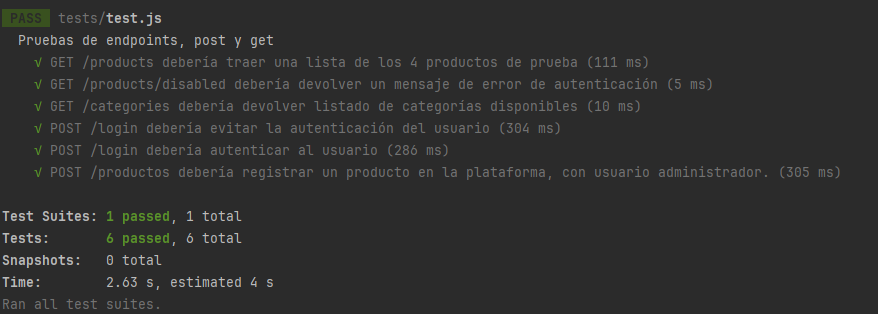 PASS tests/test.js
Pruebas de endpoints, post y get
√ GET /products debería traer una lista de los 4 productos de prueba (111 ms)
√ GET /products/disabled debería devolver un mensaje de error de autenticación (5 ms)
√ GET /categories debería devolver listado de categorías disponibles (10 ms)
√ POST /login debería evitar la autenticación del usuario (304 ms)
√ POST /login debería autenticar al usuario (286 ms)
√ POST /productos debería registrar un producto en la plataforma, con usuario administrador. (305 ms)
Test Suites: 1 passed, 1 total
Tests: 6 passed, 6 total
Snapshots: 0 total
Time: 2.63 s, estimated 4 s
Ran all test suites.